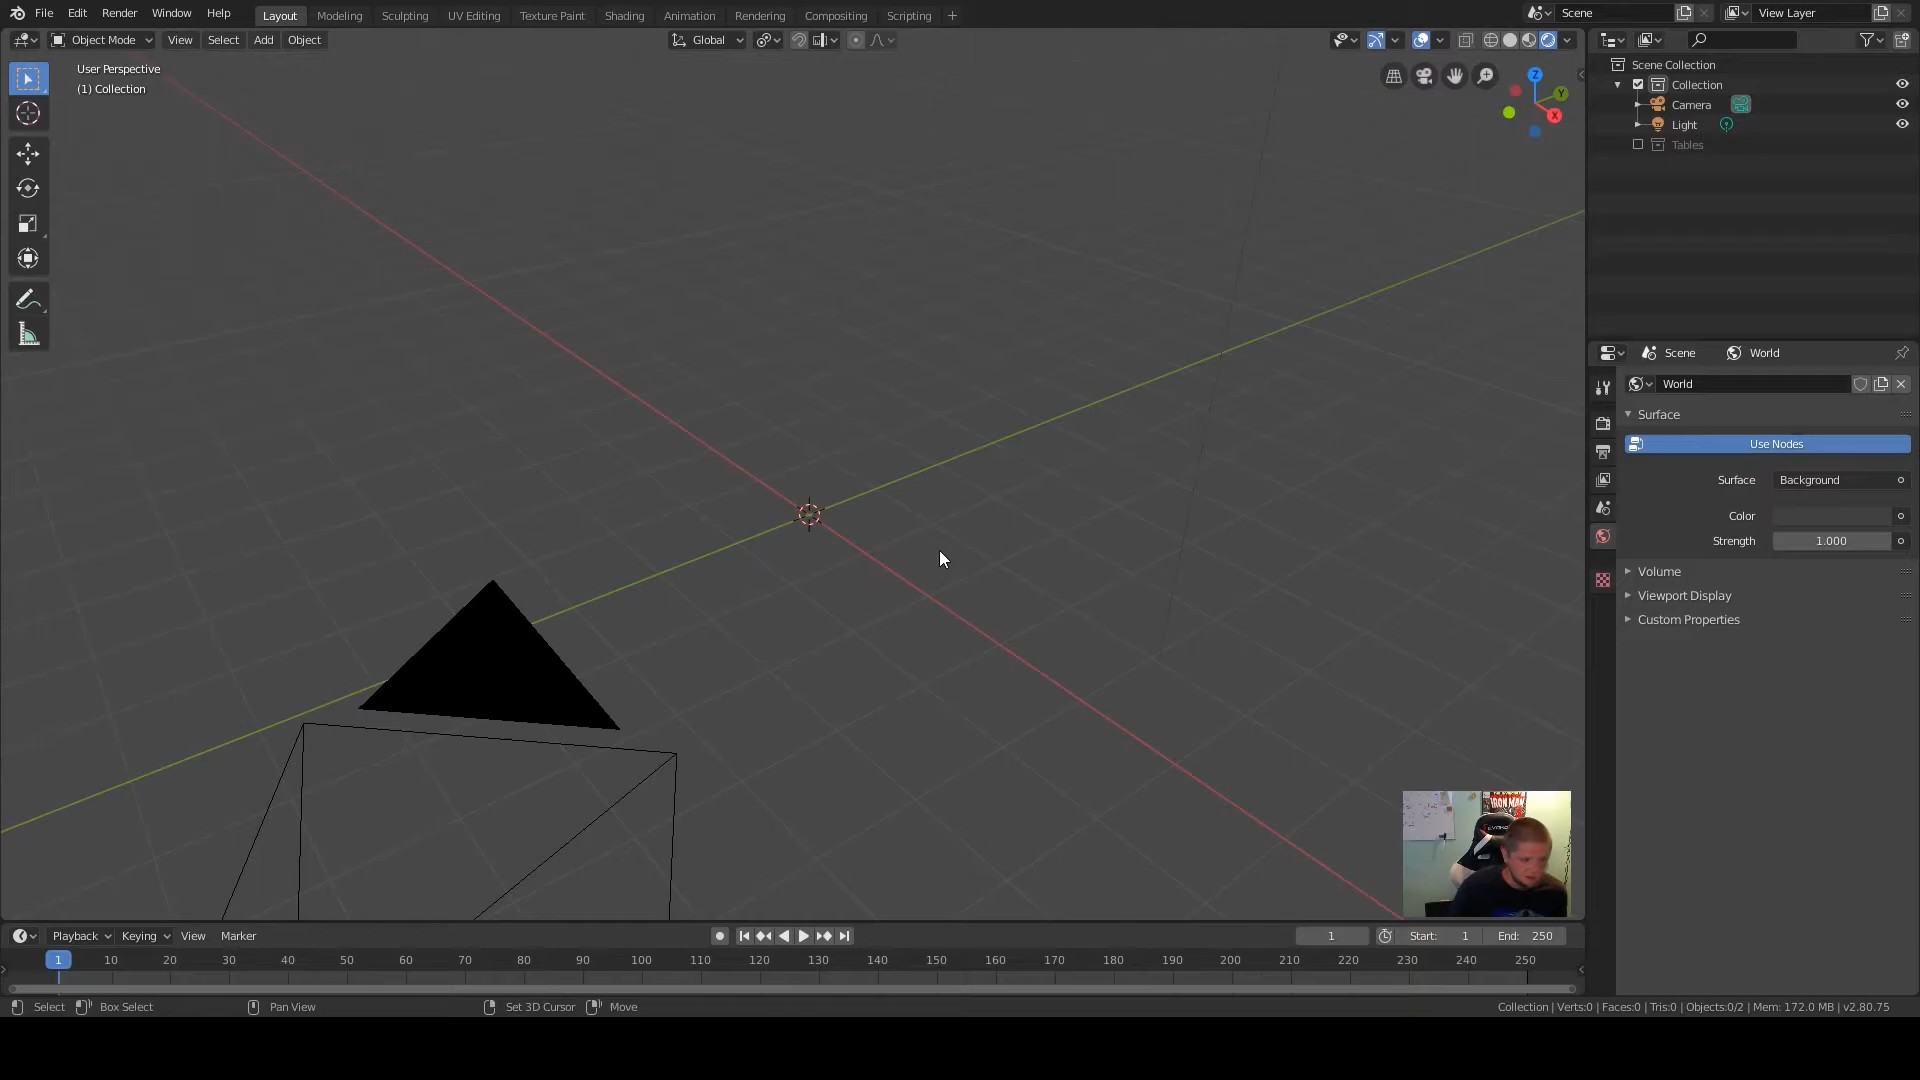 File Edit Render Window Help Layout Modeling Sculpting UV Editing Texture Paint Shading Animation Rendering Compositing Scripting + Scene View Layer
Object Mode View Select Add Object Global
User Perspective
(1) Collection
Z
Y
X
Scene Collection
Collection
Camera
Light
Tables
Scene World
World
Surface
Use Nodes
Surface Background
Color
Strength 1.000
Volume
Viewport Display
Custom Properties
IRON MAN
Playback Keying View Marker 1 Start: 1 End: 250
1 10 20 30 40 50 60 70 80 90 100 110 120 130 140 150 160 170 180 190 200 210 220 230 240 250
Select Box Select Pan View Set 3D Cursor Move Collection | Verts:0 | Faces:0 | Tris:0 | Objects:0/2 | Mem: 172.0 MB | v2.80.75